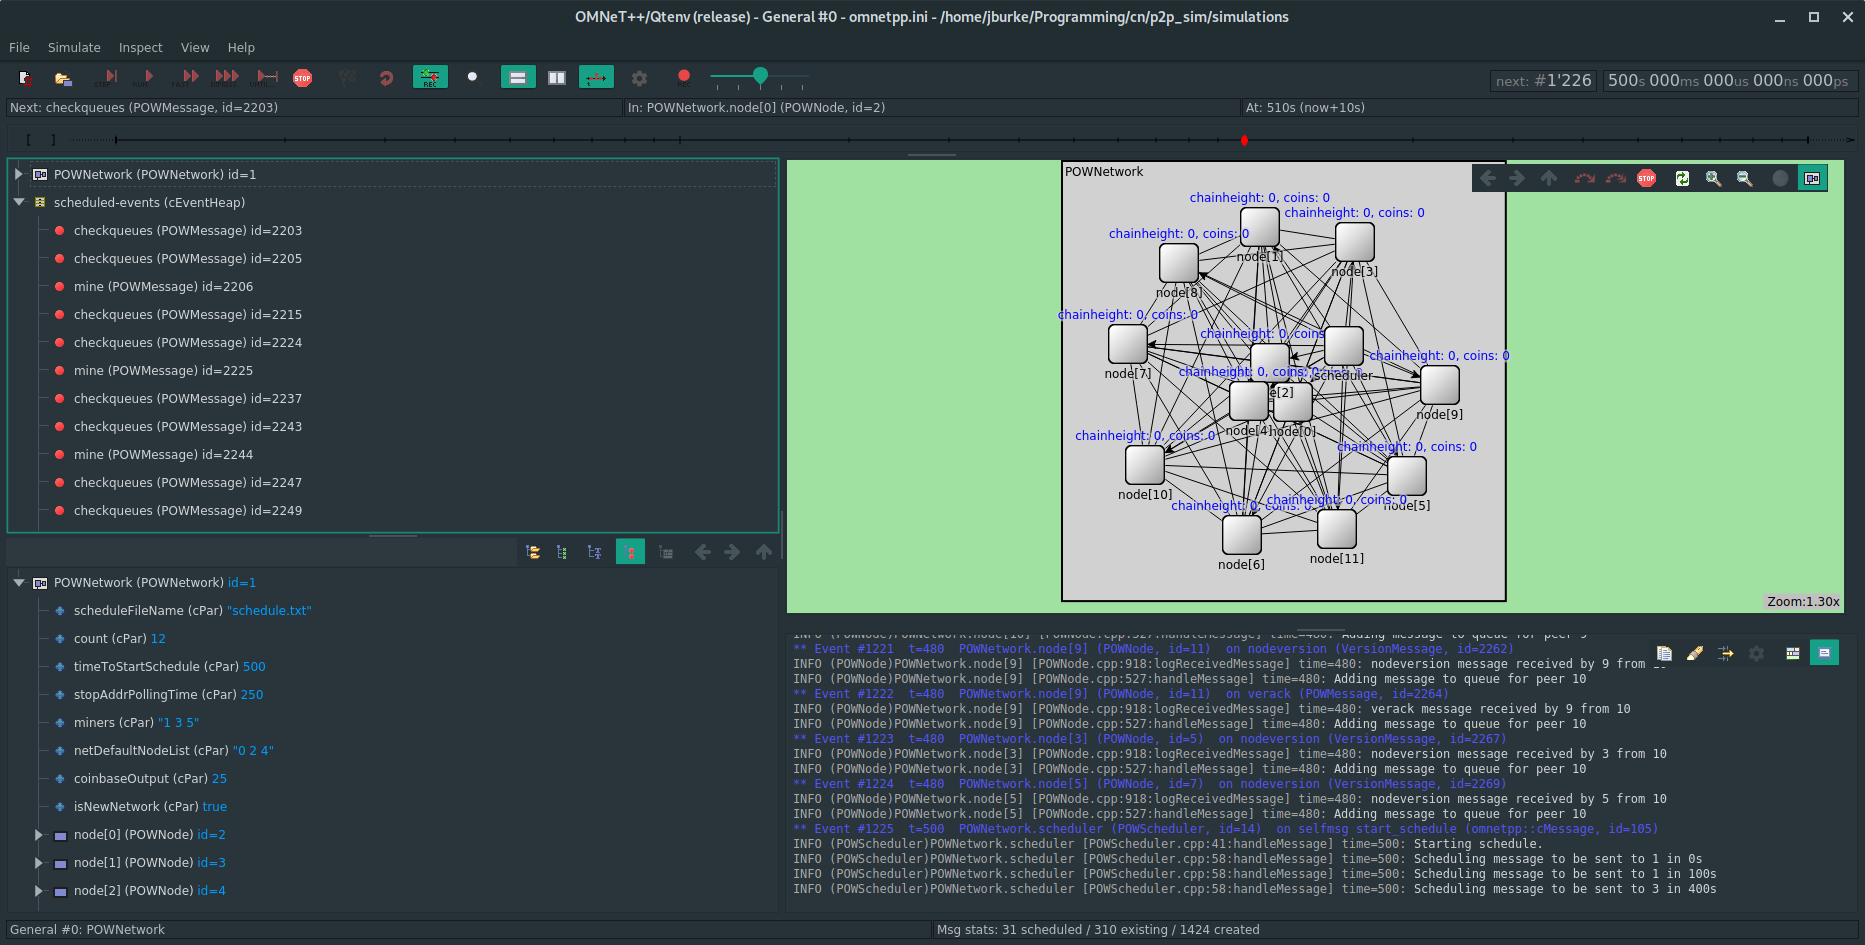 OMNeT++/Qtenv (release) - General #0 - omnetpp.ini - /home/jburke/Programming/cn/p2p_sim/simulations
File Simulate Inspect View Help
next: #1'226 500s 000ms 000us 000ns 000ps
Next: checkqueues (POWMessage, id=2203) In: POWNetwork.node[0] (POWNode, id=2) At: 510s (now+10s)
POWNetwork (POWNetwork) id=1
scheduled-events (cEventHeap)
checkqueues (POWMessage) id=2203
checkqueues (POWMessage) id=2205
mine (POWMessage) id=2206
checkqueues (POWMessage) id=2215
checkqueues (POWMessage) id=2224
mine (POWMessage) id=2225
checkqueues (POWMessage) id=2237
checkqueues (POWMessage) id=2243
mine (POWMessage) id=2244
checkqueues (POWMessage) id=2247
checkqueues (POWMessage) id=2249
POWNetwork (POWNetwork) id=1
scheduleFileName (cPar) "schedule.txt"
count (cPar) 12
timeToStartSchedule (cPar) 500
stopAddrPollingTime (cPar) 250
miners (cPar) "1 3 5"
netDefaultNodeList (cPar) "0 2 4"
coinbaseOutput (cPar) 25
isNewNetwork (cPar) true
node[0] (POWNode) id=2
node[1] (POWNode) id=3
node[2] (POWNode) id=4
POWNetwork
chainheight: 0, coins: 0
chainheight: 0, coins: 0
chainheight: 0, coins: 0
node[1]
node[3]
node[8]
chainheight: 0, coins: 0
chainheight: 0, coins
chainheight: 0, coins: 0
node[7]
chainheight: 0, coins:
scheduler
e[2]
node[9]
node[4]
node[0]
chainheight: 0, coins: 0
chainheight: 0, coins: 0
node[10]
chainheight: 0, coins: 0
chainheight: 0, coins: 0
node[5]
node[11]
node[6]
Zoom:1.30x
INFO (POWNode)POWNetwork.node[10] [POWNode.cpp:527:handleMessage] time=480: Adding message to queue for peer 9
** Event #1221 t=480 POWNetwork.node[9] (POWNode, id=11) on nodeversion (VersionMessage, id=2262)
INFO (POWNode)POWNetwork.node[9] [POWNode.cpp:918:logReceivedMessage] time=480: nodeversion message received by 9 from
INFO (POWNode)POWNetwork.node[9] [POWNode.cpp:527:handleMessage] time=480: Adding message to queue for peer 10
** Event #1222 t=480 POWNetwork.node[9] (POWNode, id=11) on verack (POWMessage, id=2264)
INFO (POWNode)POWNetwork.node[9] [POWNode.cpp:918:logReceivedMessage] time=480: verack message received by 9 from 10
INFO (POWNode)POWNetwork.node[9] [POWNode.cpp:527:handleMessage] time=480: Adding message to queue for peer 10
** Event #1223 t=480 POWNetwork.node[3] (POWNode, id=5) on nodeversion (VersionMessage, id=2267)
INFO (POWNode)POWNetwork.node[3] [POWNode.cpp:918:logReceivedMessage] time=480: nodeversion message received by 3 from 10
INFO (POWNode)POWNetwork.node[3] [POWNode.cpp:527:handleMessage] time=480: Adding message to queue for peer 10
** Event #1224 t=480 POWNetwork.node[5] (POWNode, id=7) on nodeversion (VersionMessage, id=2269)
INFO (POWNode)POWNetwork.node[5] [POWNode.cpp:918:logReceivedMessage] time=480: nodeversion message received by 5 from 10
INFO (POWNode)POWNetwork.node[5] [POWNode.cpp:527:handleMessage] time=480: Adding message to queue for peer 10
** Event #1225 t=500 POWNetwork.scheduler (POWScheduler, id=14) on selfmsg start_schedule (omnetpp::cMessage, id=105)
INFO (POWScheduler)POWNetwork.scheduler [POWScheduler.cpp:41:handleMessage] time=500: Starting schedule.
INFO (POWScheduler)POWNetwork.scheduler [POWScheduler.cpp:58:handleMessage] time=500: Scheduling message to be sent to 1 in 0s
INFO (POWScheduler)POWNetwork.scheduler [POWScheduler.cpp:58:handleMessage] time=500: Scheduling message to be sent to 1 in 100s
INFO (POWScheduler)POWNetwork.scheduler [POWScheduler.cpp:58:handleMessage] time=500: Scheduling message to be sent to 3 in 400s
General #0: POWNetwork Msg stats: 31 scheduled / 310 existing / 1424 created